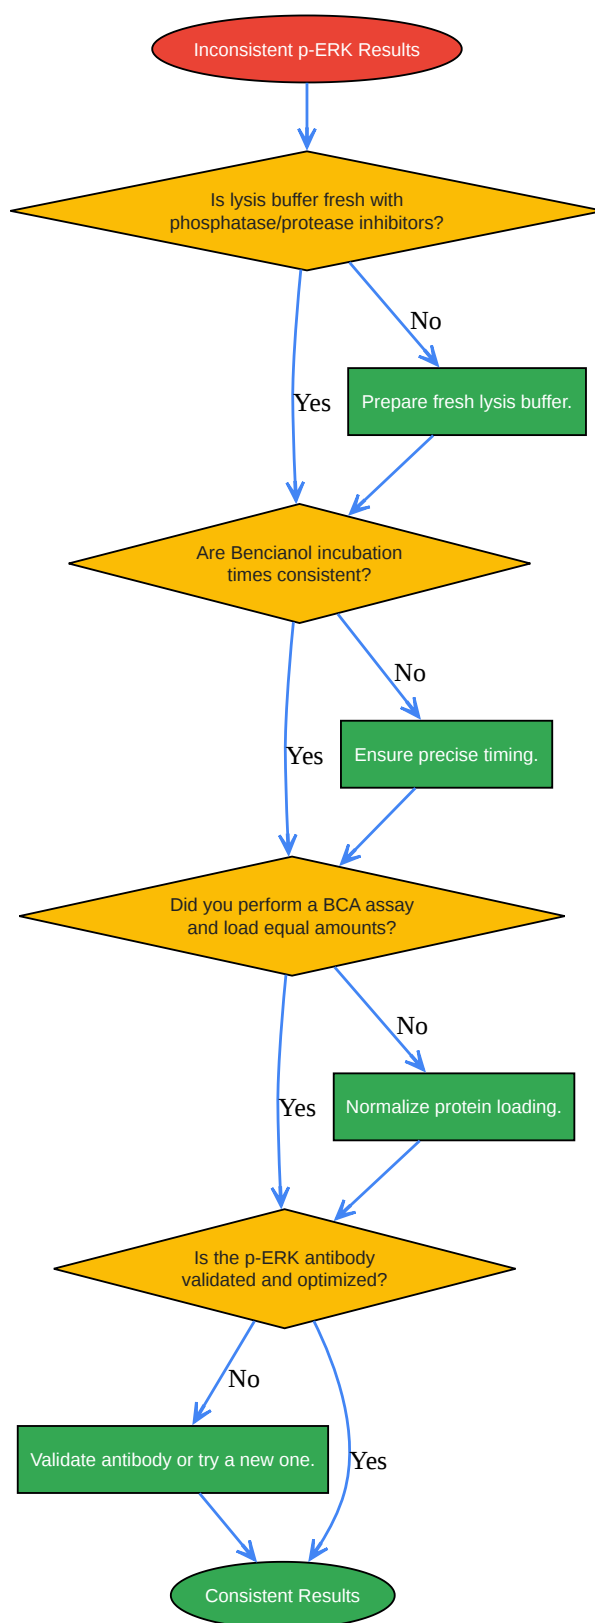 Inconsistent p-ERK Results
Is lysis buffer fresh with
phosphatase/protease inhibitors?
No
Yes
Prepare fresh lysis buffer.
Are Bencianol incubation
times consistent?
No
Yes
Ensure precise timing.
Did you perform a BCA assay
and load equal amounts?
No
Yes
Normalize protein loading.
Is the p-ERK antibody
validated and optimized?
No
Validate antibody or try a new one.
Yes
Consistent Results